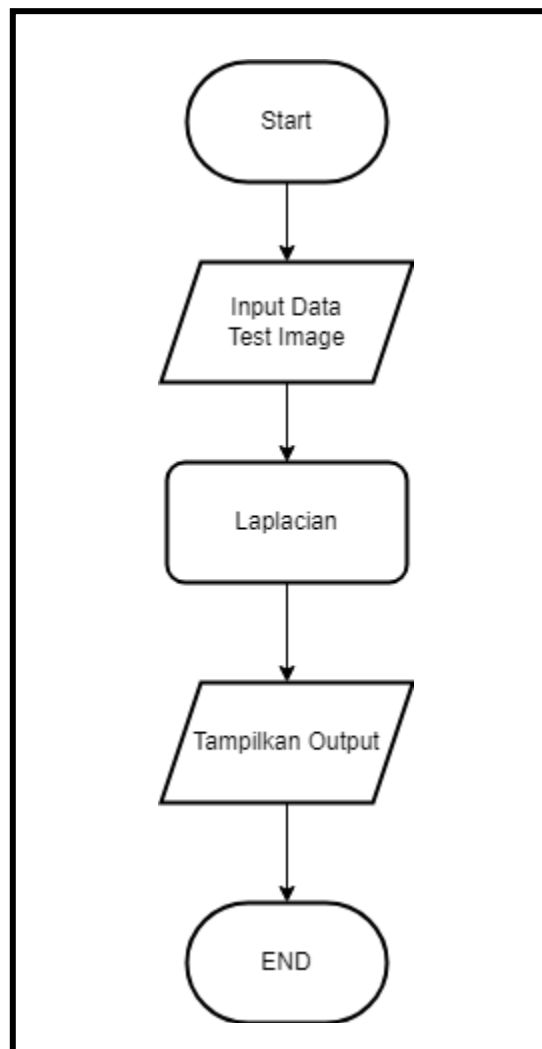 Start
Input Data
Test Image
Laplacian
Tampilkan Output
END